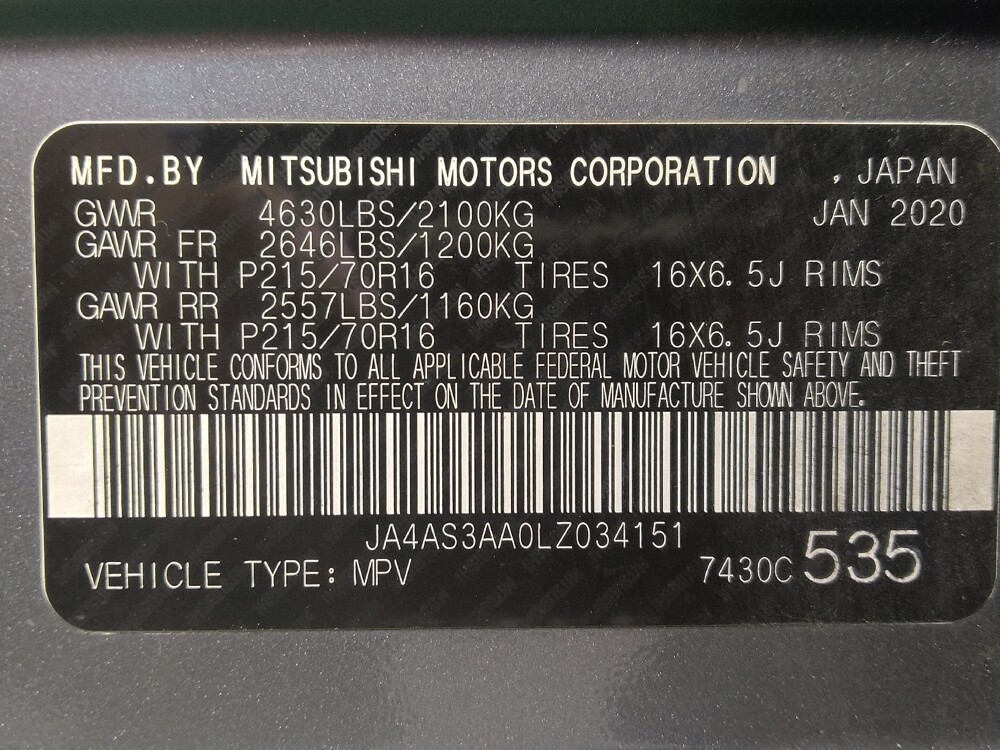 MFD.BY MITSUBISHI MOTORS CORPORATION , JAPAN
GVWR 4630LBS/2100KG JAN 2020
GAWR FR 2646LBS/1200KG
WITH P215/70R16 TIRES 16X6.5J RIMS
GAWR RR 2557LBS/1160KG
WITH P215/70R16 TIRES 16X6.5J RIMS
THIS VEHICLE CONFORMS TO ALL APPLICABLE FEDERAL MOTOR VEHICLE SAFETY AND THEFT
PREVENTION STANDARDS IN EFFECT ON THE DATE OF MANUFACTURE SHOWN ABOVE.
JA4AS3AA0LZ034151
VEHICLE TYPE: MPV 7430C 535